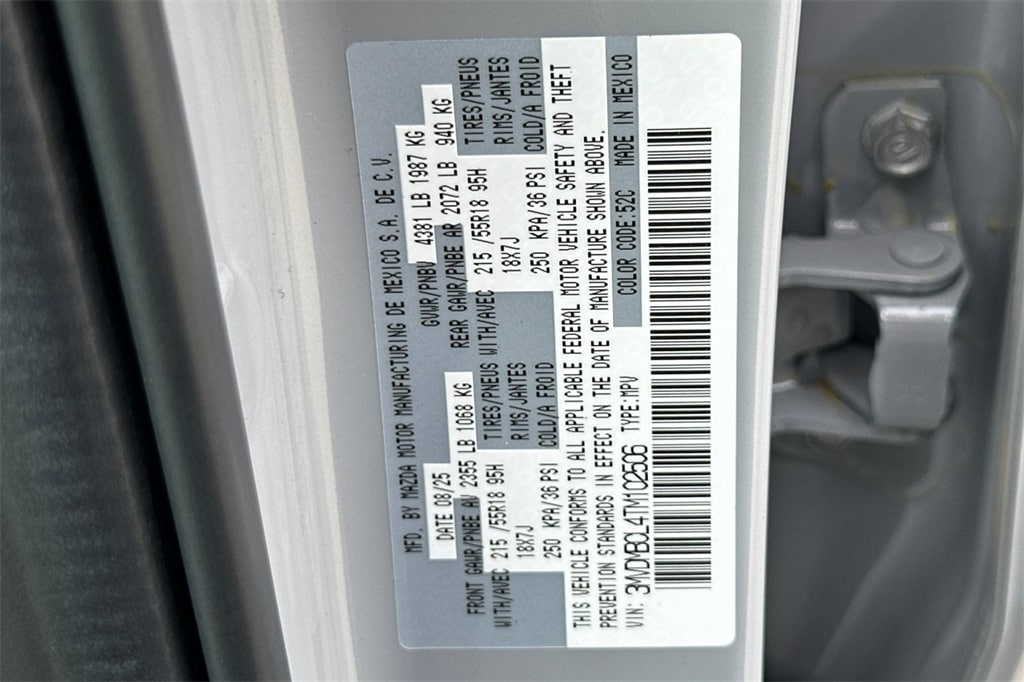 MFD. BY MAZDA MOTOR MANUFACTURING DE MEXICO S.A. DE C.V.
DATE 08/25 GVWR/PNBV 4381 LB 1987 KG
FRONT GAWR/PNBE AV 2355 LB 1068 KG REAR GAWR/PNBE AR 2072 LB 940 KG
WITH/AVEC 215 /55R18 95H TIRES/PNEUS WITH/AVEC 215 /55R18 95H TIRES/PNEUS
18X7J RIMS/JANTES 18X7J RIMS/JANTES
250 KPA/36 PSI COLD/A FROID 250 KPA/36 PSI COLD/A FROID
THIS VEHICLE CONFORMS TO ALL APPLICABLE FEDERAL MOTOR VEHICLE SAFETY AND THEFT
PREVENTION STANDARDS IN EFFECT ON THE DATE OF MANUFACTURE SHOWN ABOVE.
VIN: 3MVDMBCL4TM102506 TYPE:MPV COLOR CODE:52C MADE IN MEXICO